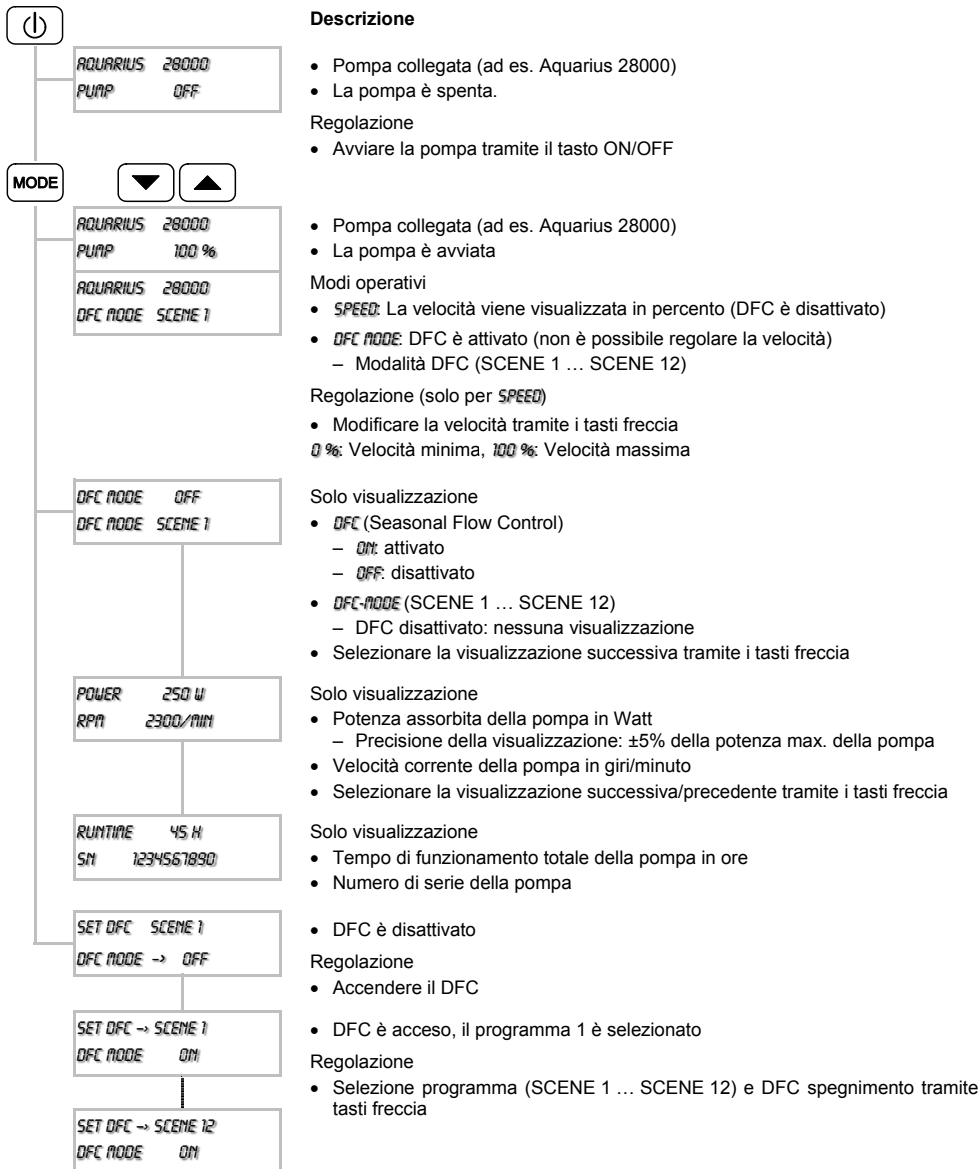 Descrizione
AQUARIUS 28000
PUMP OFF
• Pompa collegata (ad es. Aquarius 28000)
• La pompa è spenta.
Regolazione
• Avviare la pompa tramite il tasto ON/OFF
MODE
AQUARIUS 28000
PUMP 100 %
AQUARIUS 28000
DFC MODE SCENE 1
• Pompa collegata (ad es. Aquarius 28000)
• La pompa è avviata
Modi operativi
• SPEED: La velocità viene visualizzata in percento (DFC è disattivato)
• DFC MODE: DFC è attivato (non è possibile regolare la velocità)
– Modalità DFC (SCENE 1 … SCENE 12)
Regolazione (solo per SPEED)
• Modificare la velocità tramite i tasti freccia
0 %: Velocità minima, 100 %: Velocità massima
DFC MODE OFF
DFC MODE SCENE 1
Solo visualizzazione
• DFC (Seasonal Flow Control)
– ON: attivato
– OFF: disattivato
• DFC-MODE (SCENE 1 … SCENE 12)
– DFC disattivato: nessuna visualizzazione
• Selezionare la visualizzazione successiva tramite i tasti freccia
POWER 250 W
RPM 2300/MIN
Solo visualizzazione
• Potenza assorbita della pompa in Watt
– Precisione della visualizzazione: ±5% della potenza max. della pompa
• Velocità corrente della pompa in giri/minuto
• Selezionare la visualizzazione successiva/precedente tramite i tasti freccia
RUNTIME 45 H
SN 1234567890
Solo visualizzazione
• Tempo di funzionamento totale della pompa in ore
• Numero di serie della pompa
SET DFC SCENE 1
DFC MODE -> OFF
• DFC è disattivato
Regolazione
• Accendere il DFC
SET DFC -> SCENE 1
DFC MODE ON
• DFC è acceso, il programma 1 è selezionato
Regolazione
• Selezione programma (SCENE 1 … SCENE 12) e DFC spegnimento tramite
tasti freccia
SET DFC -> SCENE 12
DFC MODE ON